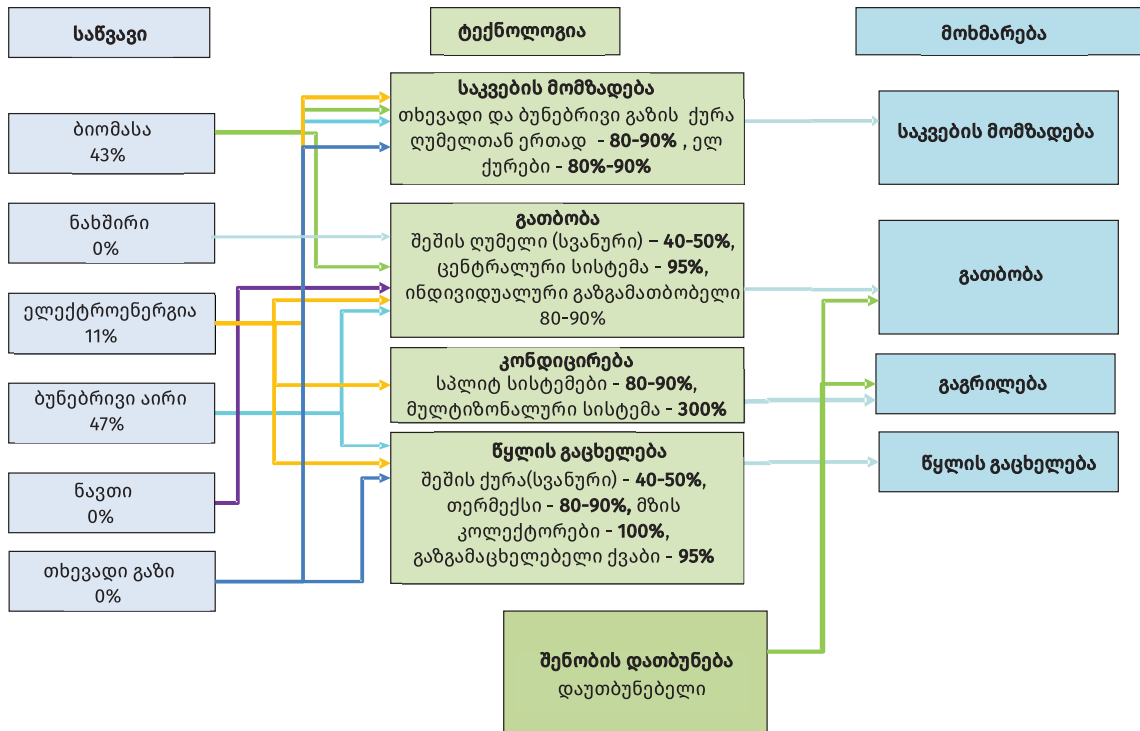 საწვავი
ბიომასა
43%
ნახშირი
0%
ელექტროენერგია
11%
ბუნებრივი აირი
47%
ნავთი
0%
თხევადი გაზი
0%
ტექნოლოგია
საკვების მომზადება
თხევადი და ბუნებრივი გაზის ქურა
ღუმელთან ერთად - 80-90% , ელ
ქურები - 80%-90%
გათბობა
შეშის ღუმელი (სვანური) – 40-50%,
ცენტრალური სისტემა - 95%,
ინდივიდუალური გაზგამათბობელი
80-90%
კონდიცირება
სპლიტ სისტემები - 80-90%,
მულტიზონალური სისტემა - 300%
წყლის გაცხელება
შეშის ქურა(სვანური) - 40-50%,
თერმექსი - 80-90%, მზის
კოლექტორები - 100%,
გაზგამაცხელებელი ქვაბი - 95%
შენობის დათბუნება
დაუთბუნებელი
მოხმარება
საკვების მომზადება
გათბობა
გაგრილება
წყლის გაცხელება